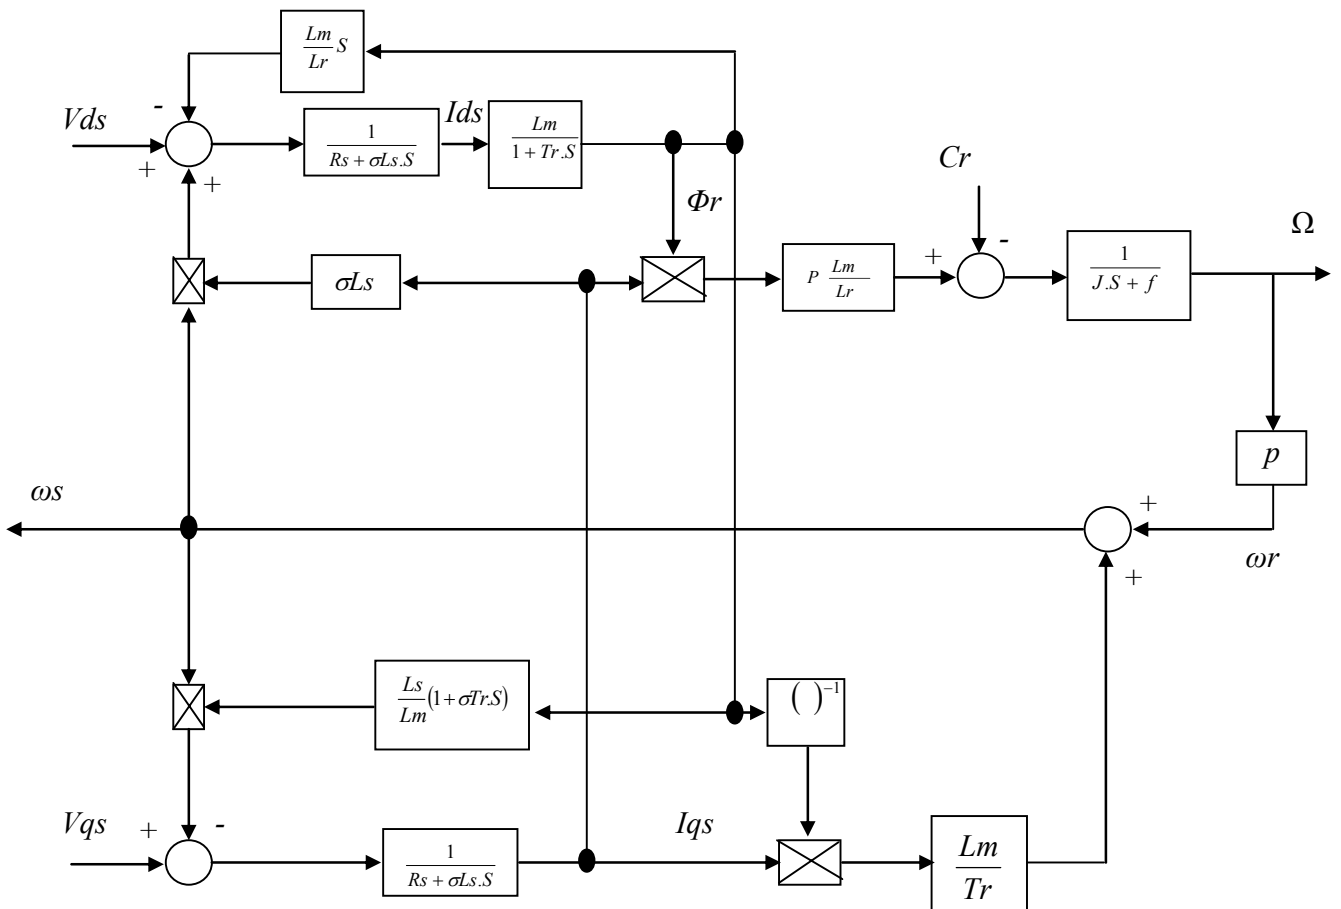 Lm
Lr
S
-
Vds
+
+
1
Rs + σLs.S
Ids
Lm
1 + Tr.S
Φr
Cr
-
+
σLs
P
Lm
Lr
1
J.S + f
Ω
p
ωs
+
+
ωr
Ls
Lm
(1 + σTr.S)
( )⁻¹
Vqs
+
-
1
Rs + σLs.S
Iqs
Lm
Tr